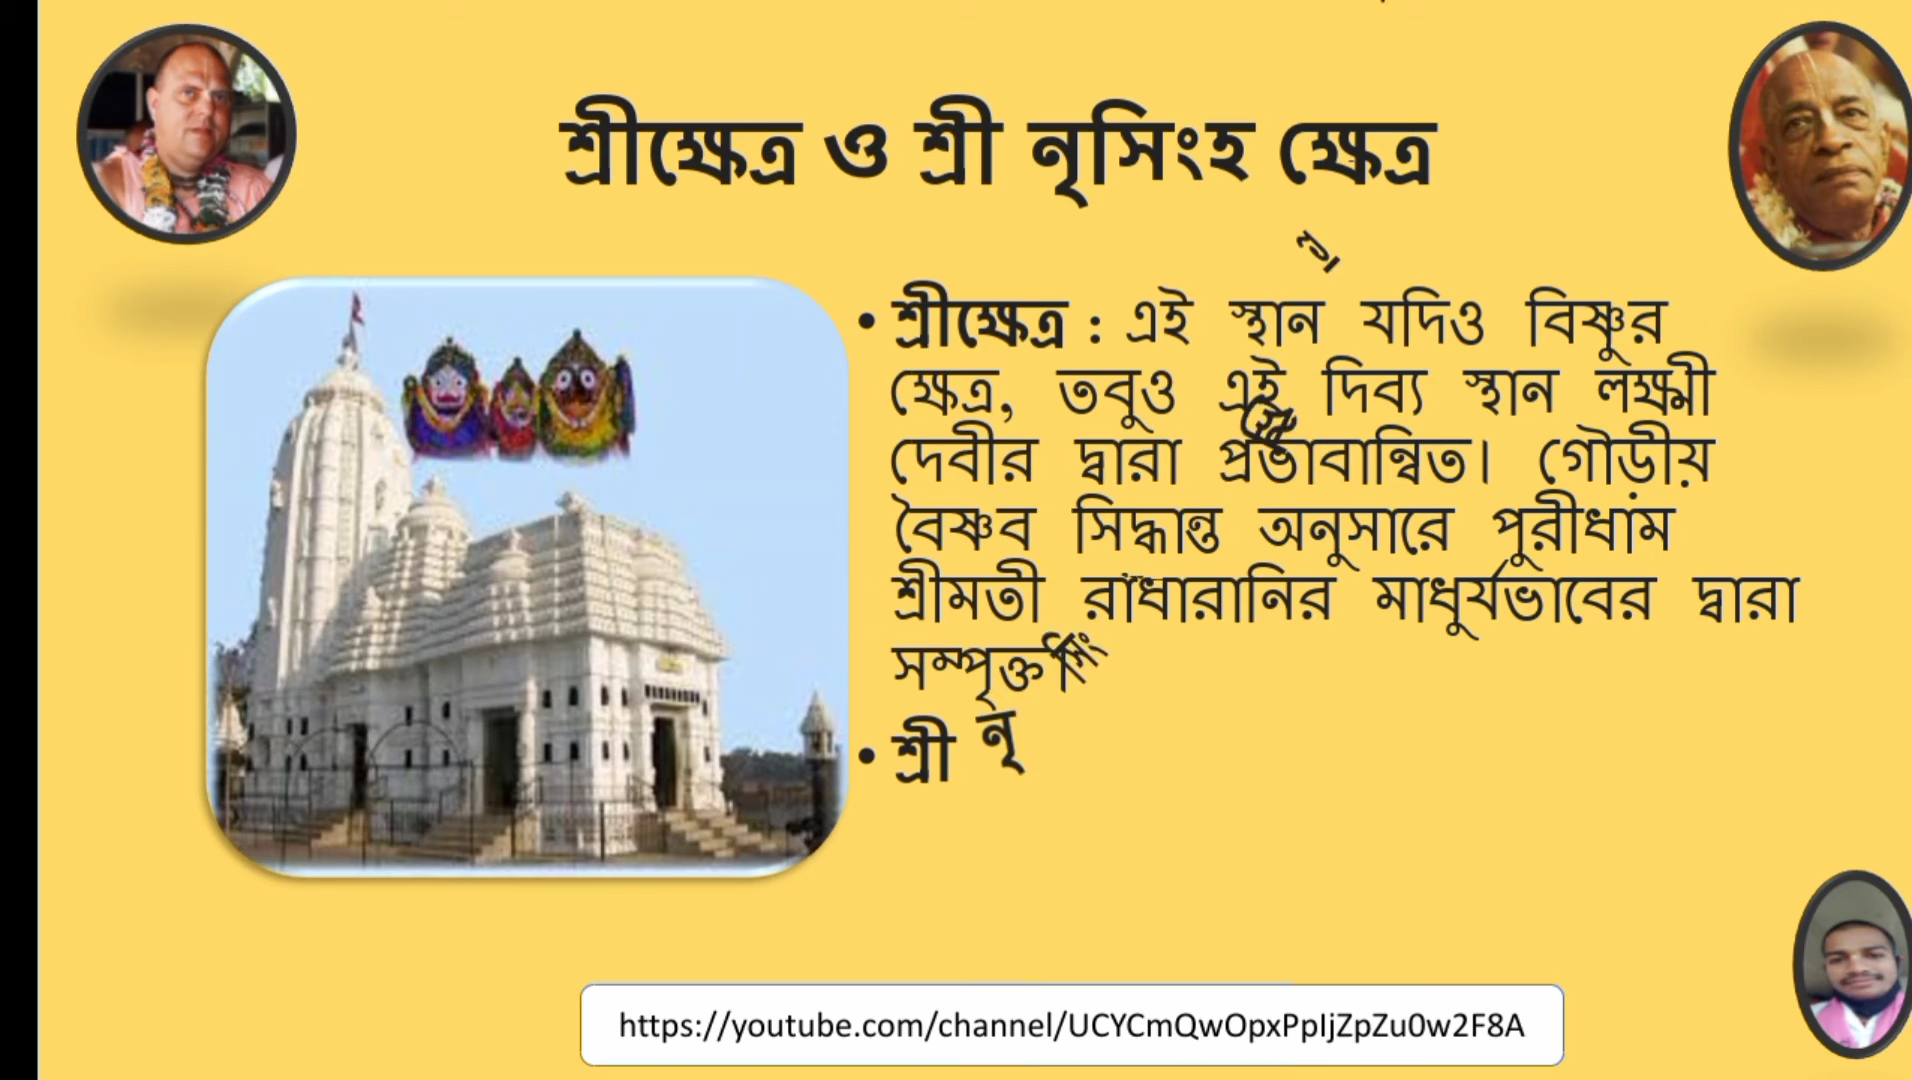 শ্রীক্ষেত্র ও শ্রী নৃসিংহ ক্ষেত্র
• শ্রীক্ষেত্র : এই স্থান যদিও বিষ্ণুর
ক্ষেত্র, তবুও এই দিব্য স্থান লক্ষ্মী
দেবীর দ্বারা প্রভাবান্বিত। গৌড়ীয়
বৈষ্ণব সিদ্ধান্ত অনুসারে পুরীধাম
শ্রীমতী রাধারানির মাধুর্যভাবের দ্বারা
সম্পৃক্ত
• শ্রী নৃ সিং
https://youtube.com/channel/UCYCmQwOpxPpIjZpZu0w2F8A